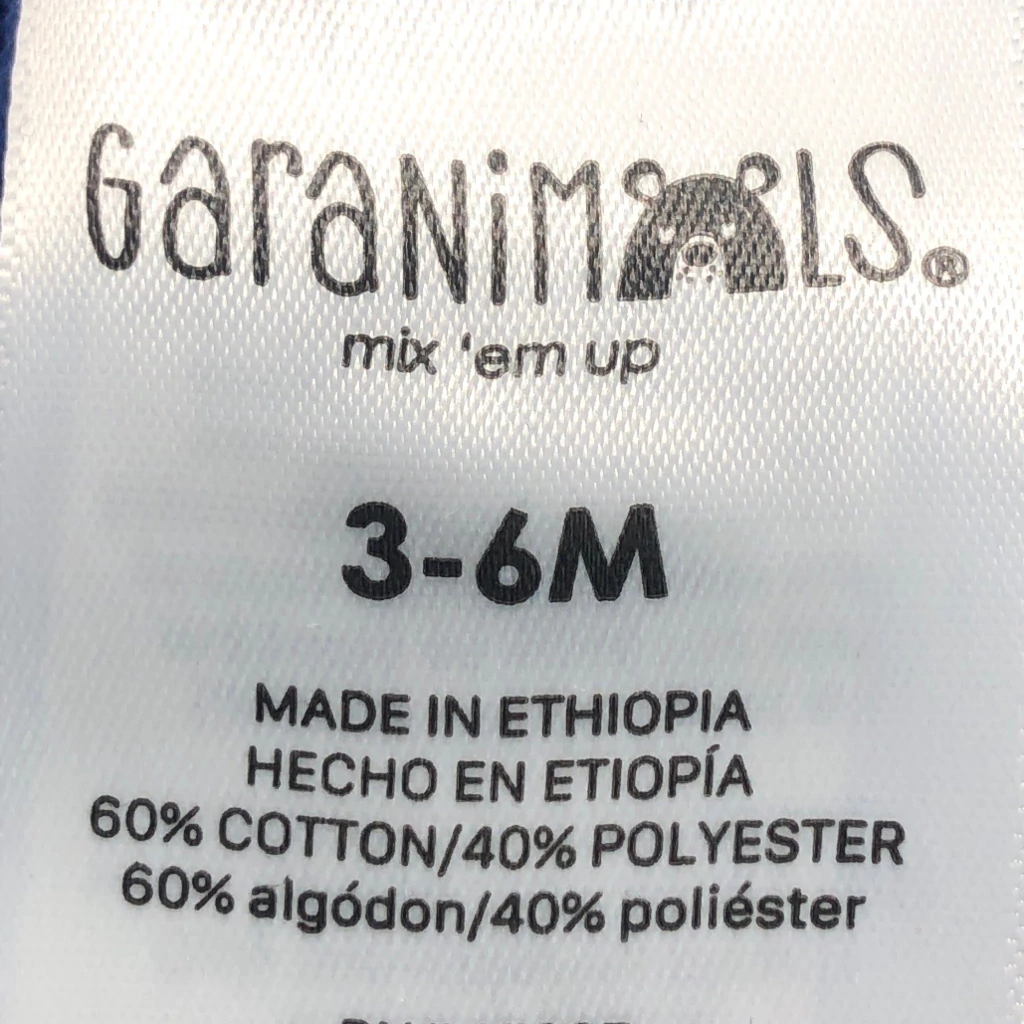 GaraNiMALS®
mix 'em up
3-6M
MADE IN ETHIOPIA
HECHO EN ETIOPÍA
60% COTTON/40% POLYESTER
60% algódon/40% poliéster